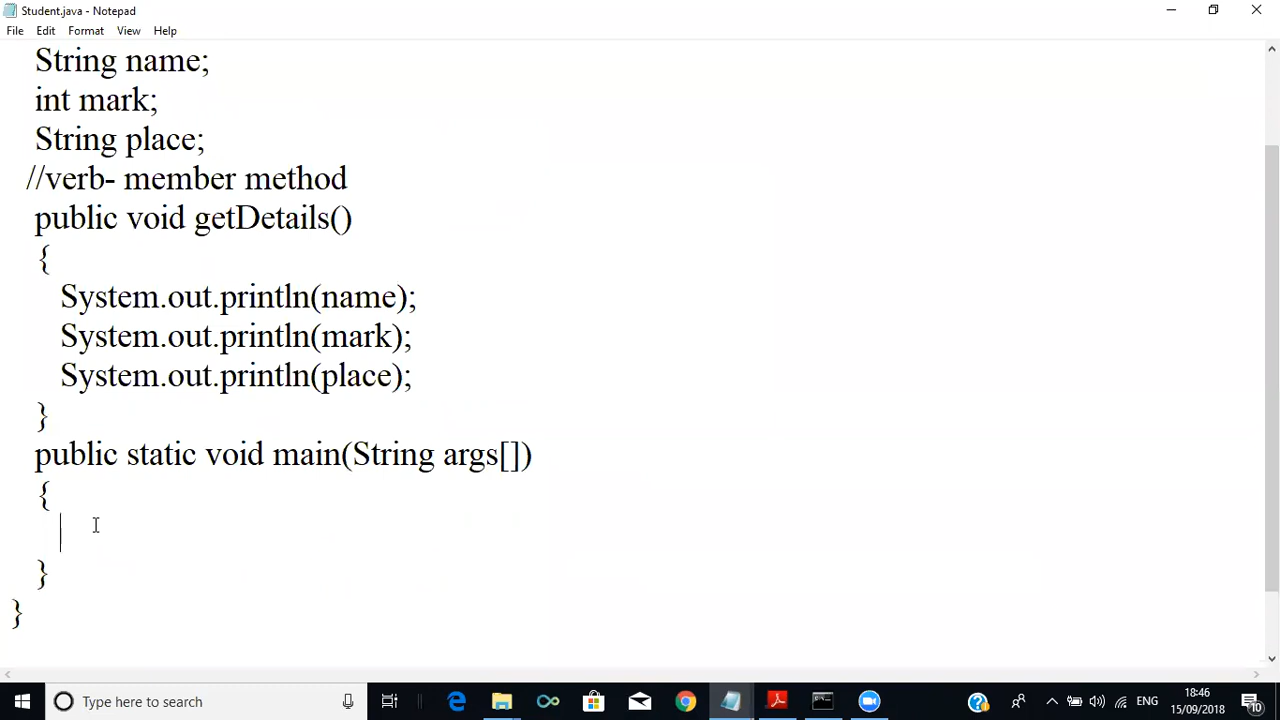 Student.java - Notepad
File Edit Format View Help
String name;
int mark;
String place;
//verb- member method
public void getDetails()
{
System.out.println(name);
System.out.println(mark);
System.out.println(place);
}
public static void main(String args[])
{
}
}
Type here to search
ENG
18:46
15/09/2018
10